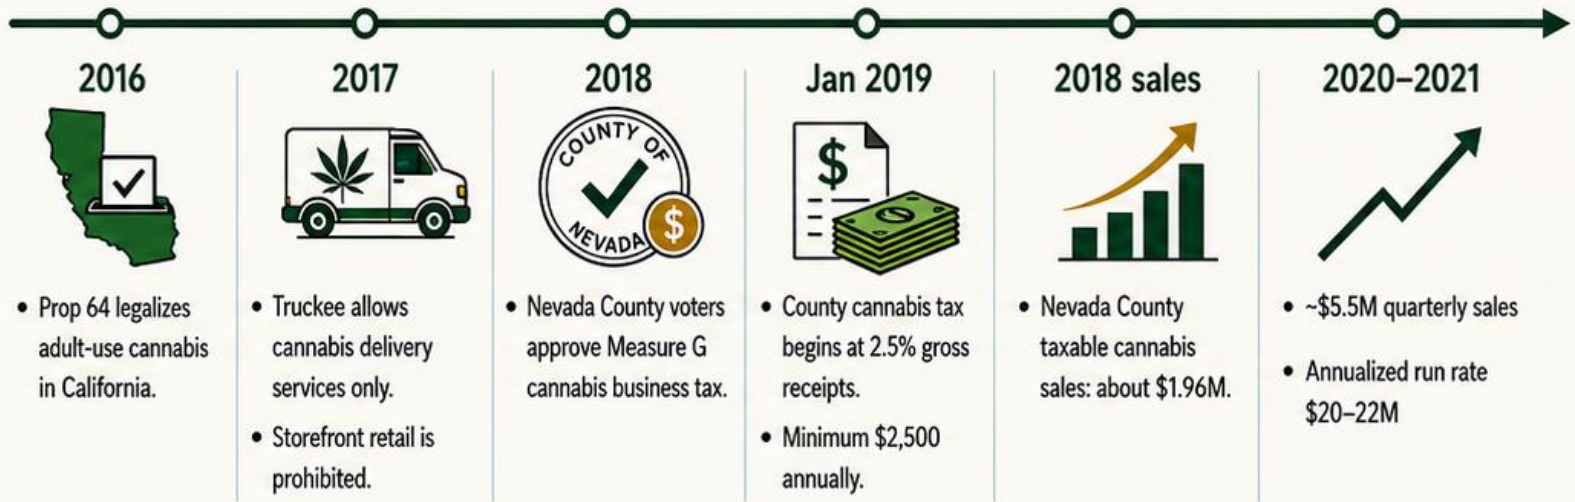 2016
• Prop 64 legalizes
adult-use cannabis
in California.
2017
• Truckee allows
cannabis delivery
services only.
• Storefront retail is
prohibited.
2018
COUNTY OF
NEVADA
$
• Nevada County voters
approve Measure G
cannabis business tax.
Jan 2019
$
• County cannabis tax
begins at 2.5% gross
receipts.
• Minimum $2,500
annually.
2018 sales
• Nevada County
taxable cannabis
sales: about $1.96M.
2020–2021
• ~$5.5M quarterly sales
• Annualized run rate
$20–22M